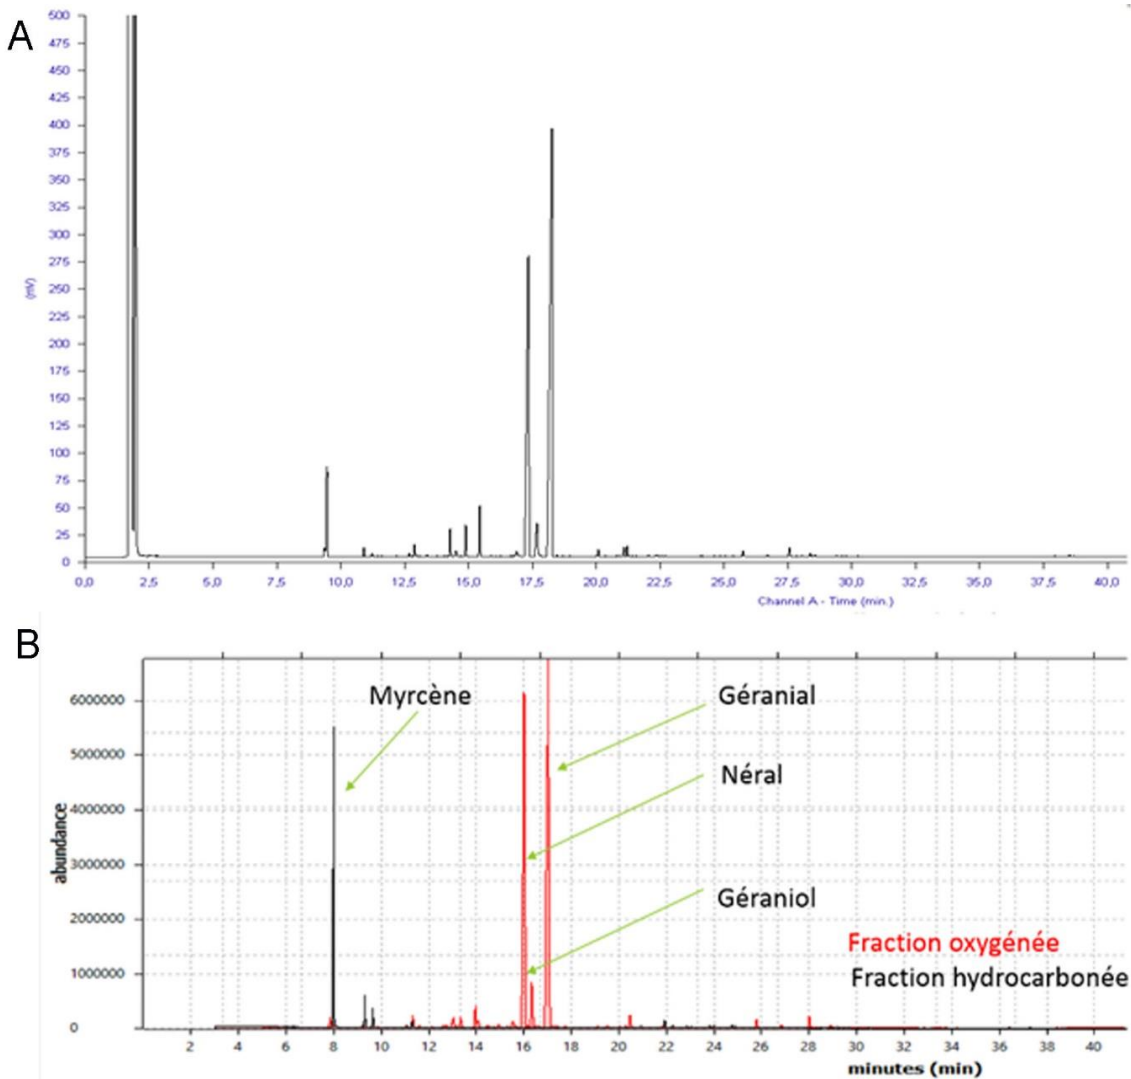 A
500
475
450
425
400
375
350
325
300
275
250
225
200
175
150
125
100
75
50
25
0
(mV)
0,0 2,5 5,0 7,5 10,0 12,5 15,0 17,5 20,0 22,5 25,0 27,5 30,0 32,5 35,0 37,5 40,0
Channel A - Time (min.)
B
Myrcène
Géranial
Néral
Géraniol
Fraction oxygénée
Fraction hydrocarbonée
6000000
5000000
4000000
3000000
2000000
1000000
0
abundance
2 4 6 8 10 12 14 16 18 20 22 24 26 28 30 32 34 36 38 40
minutes (min)